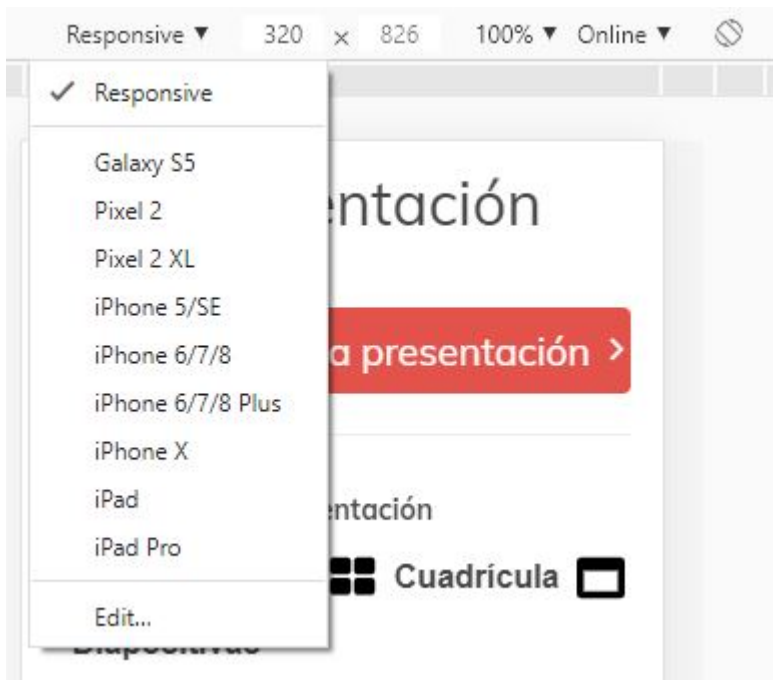 Responsive ▼ 320 × 826 100% ▼ Online ▼
✓ Responsive
Galaxy S5
Pixel 2
Pixel 2 XL
iPhone 5/SE
iPhone 6/7/8
iPhone 6/7/8 Plus
iPhone X
iPad
iPad Pro
Edit...
entación
a presentación >
entación
Cuadrícula